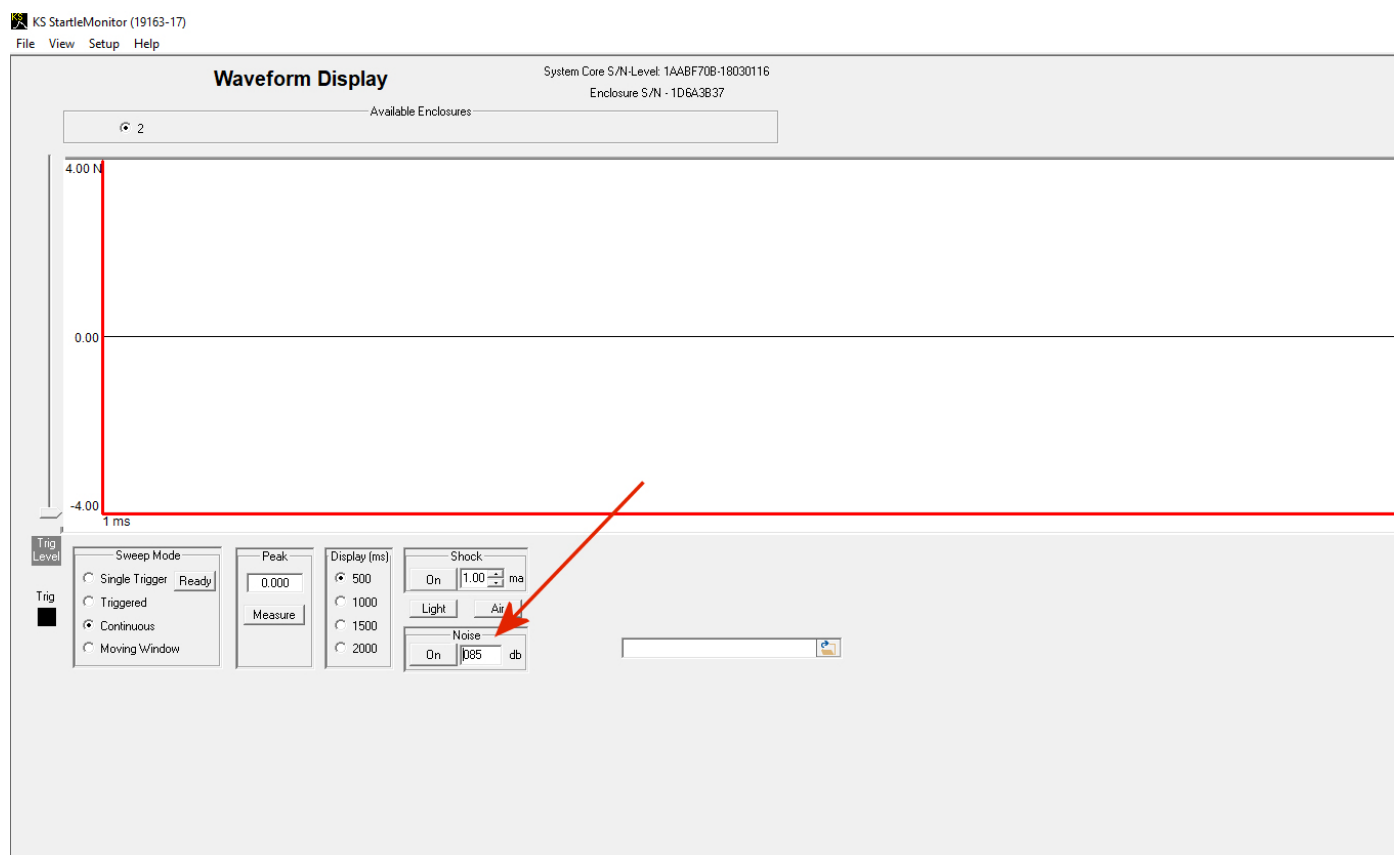 KS StartleMonitor (19163-17)
File View Setup Help
Waveform Display
System Core S/N-Level: 1AABF70B-18030116
Enclosure S/N - 1D6A3B37
Available Enclosures
2
4.00 N
0.00
-4.00
1 ms
Trig
Level
Trig
Sweep Mode
Single Trigger Ready
Triggered
Continuous
Moving Window
Peak
0.000
Measure
Display (ms)
500
1000
1500
2000
Shock
On 1.00 ma
Light Air
Noise
On 085 db